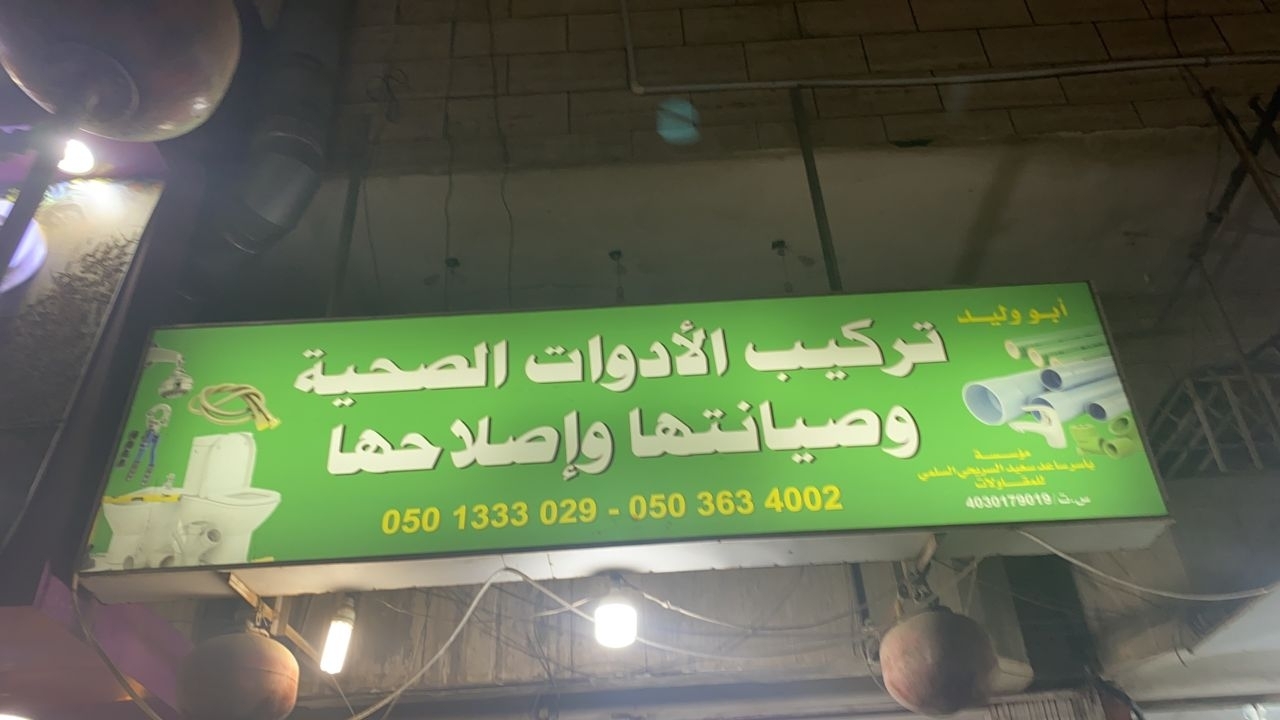 أبو وليد
تركيب الأدوات الصحية
وصيانتها وإصلاحها
050 1333 029 - 050 363 4002
مؤسسة
ياسر ساعد سعيد السريحي السلمي
للمقاولات
س.ت/ 4030179019